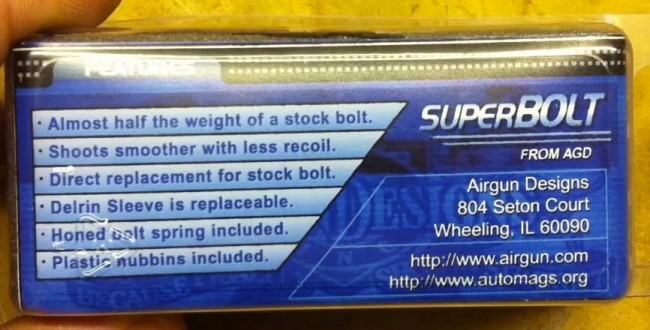 FEATURES
· Almost half the weight of a stock bolt.
· Shoots smoother with less recoil.
· Direct replacement for stock bolt.
· Delrin Sleeve is replaceable.
· Honed bolt spring included.
· Plastic nubbins included.
SUPERBOLT
FROM AGD
Airgun Designs
804 Seton Court
Wheeling, IL 60090
http://www.airgun.com
http://www.automags.org